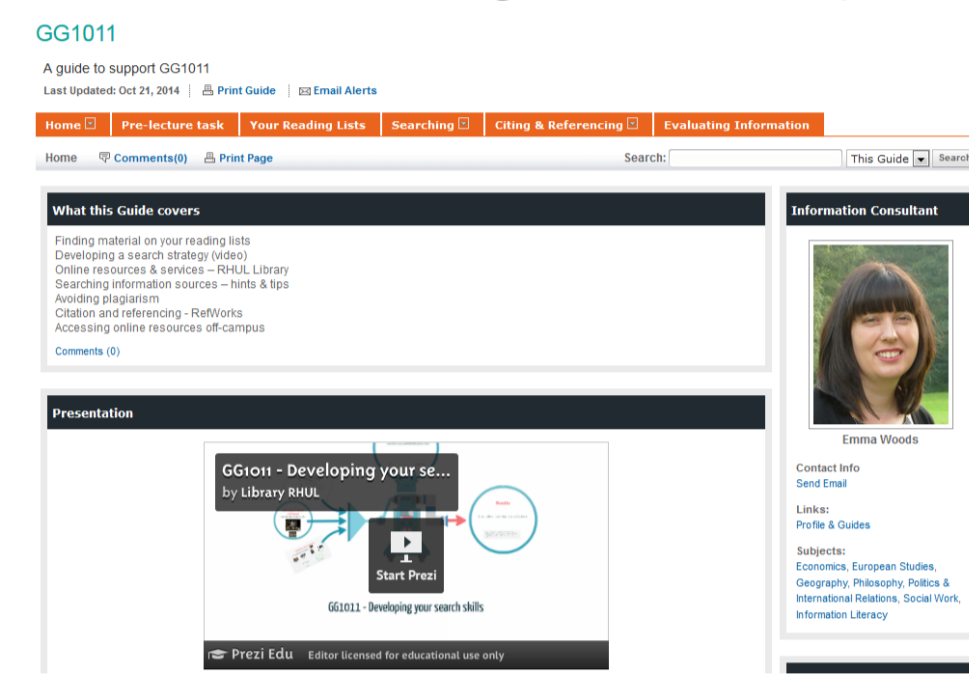 GG1011
A guide to support GG1011
Last Updated: Oct 21, 2014 Print Guide Email Alerts
Home Pre-lecture task Your Reading Lists Searching Citing & Referencing Evaluating Information
Home Comments(0) Print Page Search: This Guide Search
What this Guide covers
Finding material on your reading lists
Developing a search strategy (video)
Online resources & services – RHUL Library
Searching information sources – hints & tips
Avoiding plagiarism
Citation and referencing - RefWorks
Accessing online resources off-campus
Comments (0)
Presentation
GG1011 - Developing your se...
by Library RHUL
Start Prezi
GG1011 - Developing your search skills
Prezi Edu Editor licensed for educational use only
Information Consultant
Emma Woods
Contact Info
Send Email
Links:
Profile & Guides
Subjects:
Economics, European Studies,
Geography, Philosophy, Politics &
International Relations, Social Work,
Information Literacy